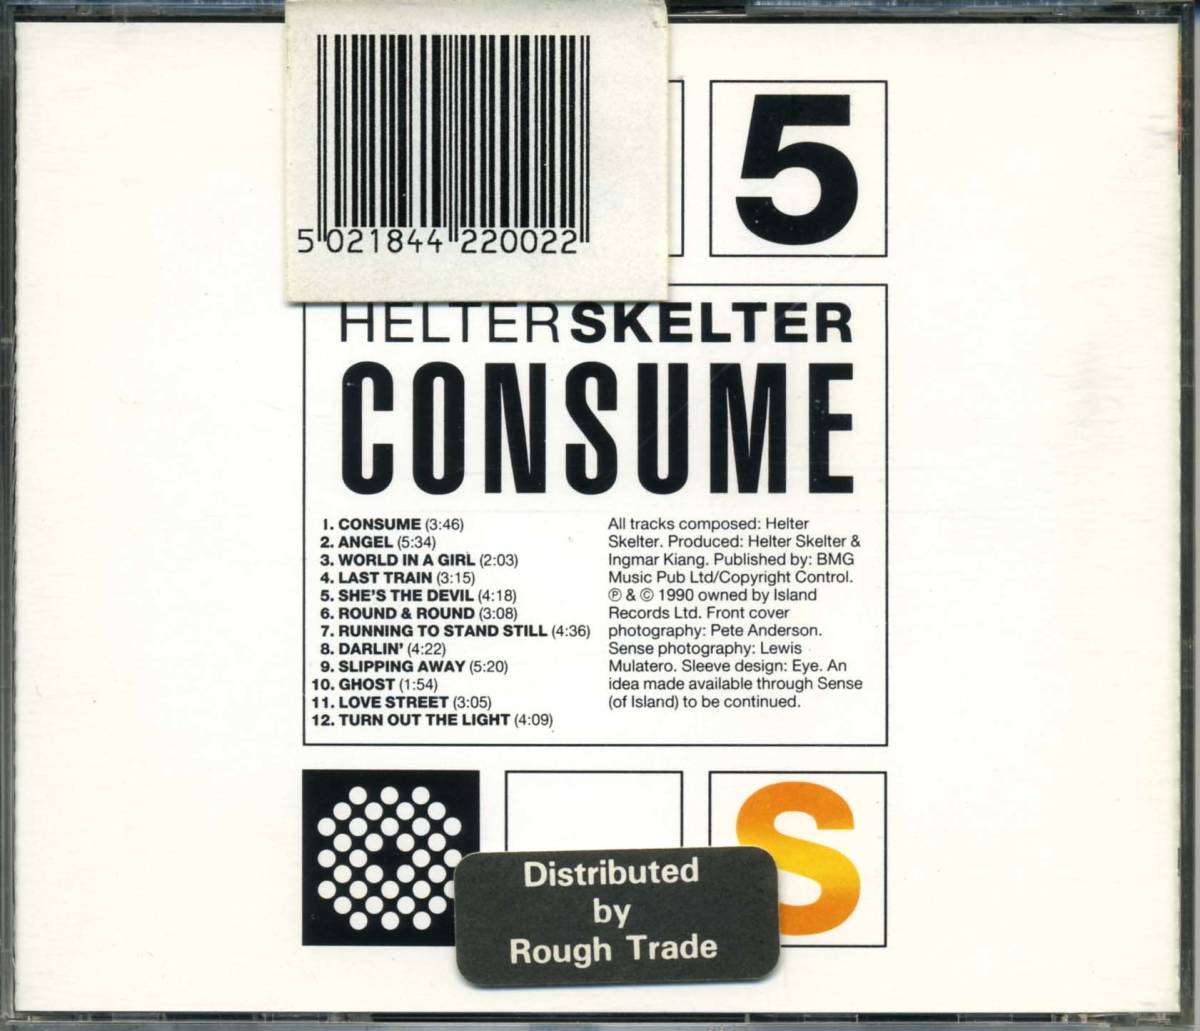 5 021844 220022
5
HELTER SKELTER
CONSUME
1. CONSUME (3:46)
2. ANGEL (5:34)
3. WORLD IN A GIRL (2:03)
4. LAST TRAIN (3:15)
5. SHE'S THE DEVIL (4:18)
6. ROUND & ROUND (3:08)
7. RUNNING TO STAND STILL (4:36)
8. DARLIN' (4:22)
9. SLIPPING AWAY (5:20)
10. GHOST (1:54)
11. LOVE STREET (3:05)
12. TURN OUT THE LIGHT (4:09)
All tracks composed: Helter
Skelter. Produced: Helter Skelter &
Ingmar Kiang. Published by: BMG
Music Pub Ltd/Copyright Control.
℗ & © 1990 owned by Island
Records Ltd. Front cover
photography: Pete Anderson.
Sense photography: Lewis
Mulatero. Sleeve design: Eye. An
idea made available through Sense
(of Island) to be continued.
S
Distributed
by
Rough Trade